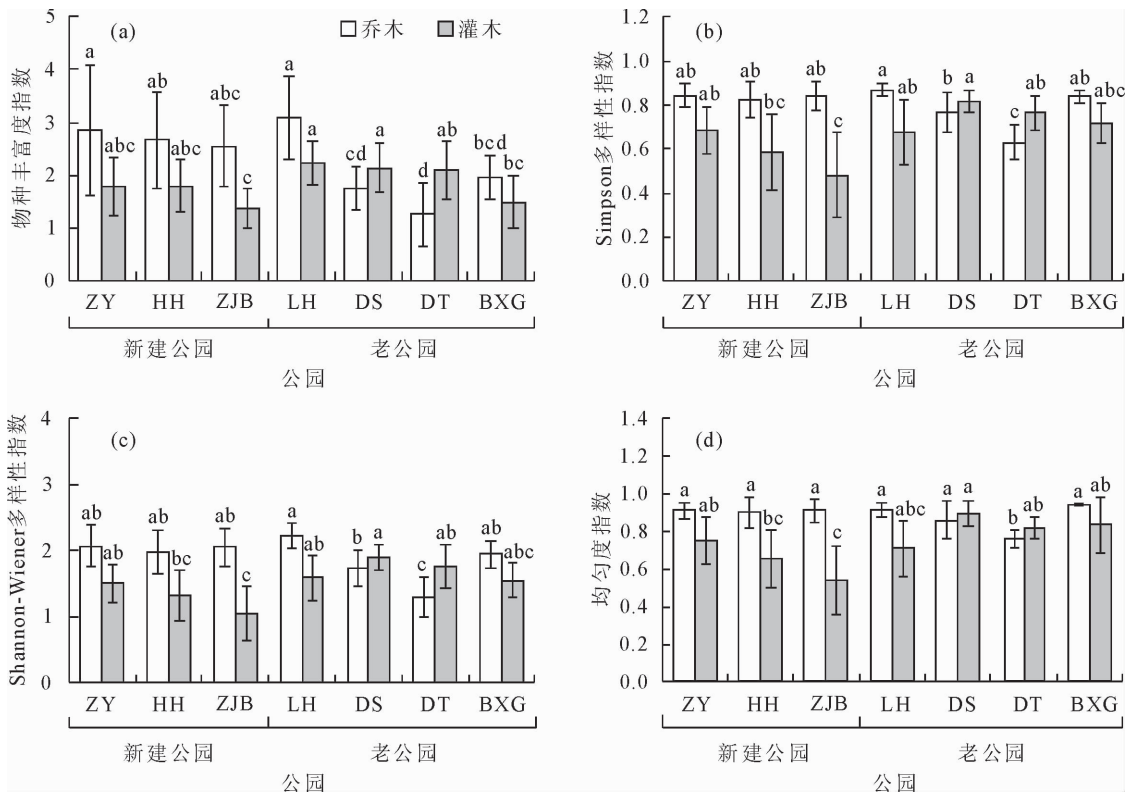 (a)
乔木 灌木
物种丰富度指数
5
4
3
2
1
0
a
abc
ab
abc
abc
c
a
a
cd
a
d
ab
bcd
bc
ZY HH ZJB LH DS DT BXG
新建公园 老公园
公园
(b)
Simpson多样性指数
1.2
1.0
0.8
0.6
0.4
0.2
0.0
ab
ab
ab
bc
ab
c
a
ab
b
a
c
ab
ab
abc
ZY HH ZJB LH DS DT BXG
新建公园 老公园
公园
(c)
Shannon-Wiener多样性指数
4
3
2
1
0
ab
ab
ab
bc
ab
c
a
ab
b
a
c
ab
ab
abc
ZY HH ZJB LH DS DT BXG
新建公园 老公园
公园
(d)
均匀度指数
1.4
1.2
1.0
0.8
0.6
0.4
0.2
0.0
a
ab
a
bc
a
c
a
abc
a
a
b
ab
a
ab
ZY HH ZJB LH DS DT BXG
新建公园 老公园
公园